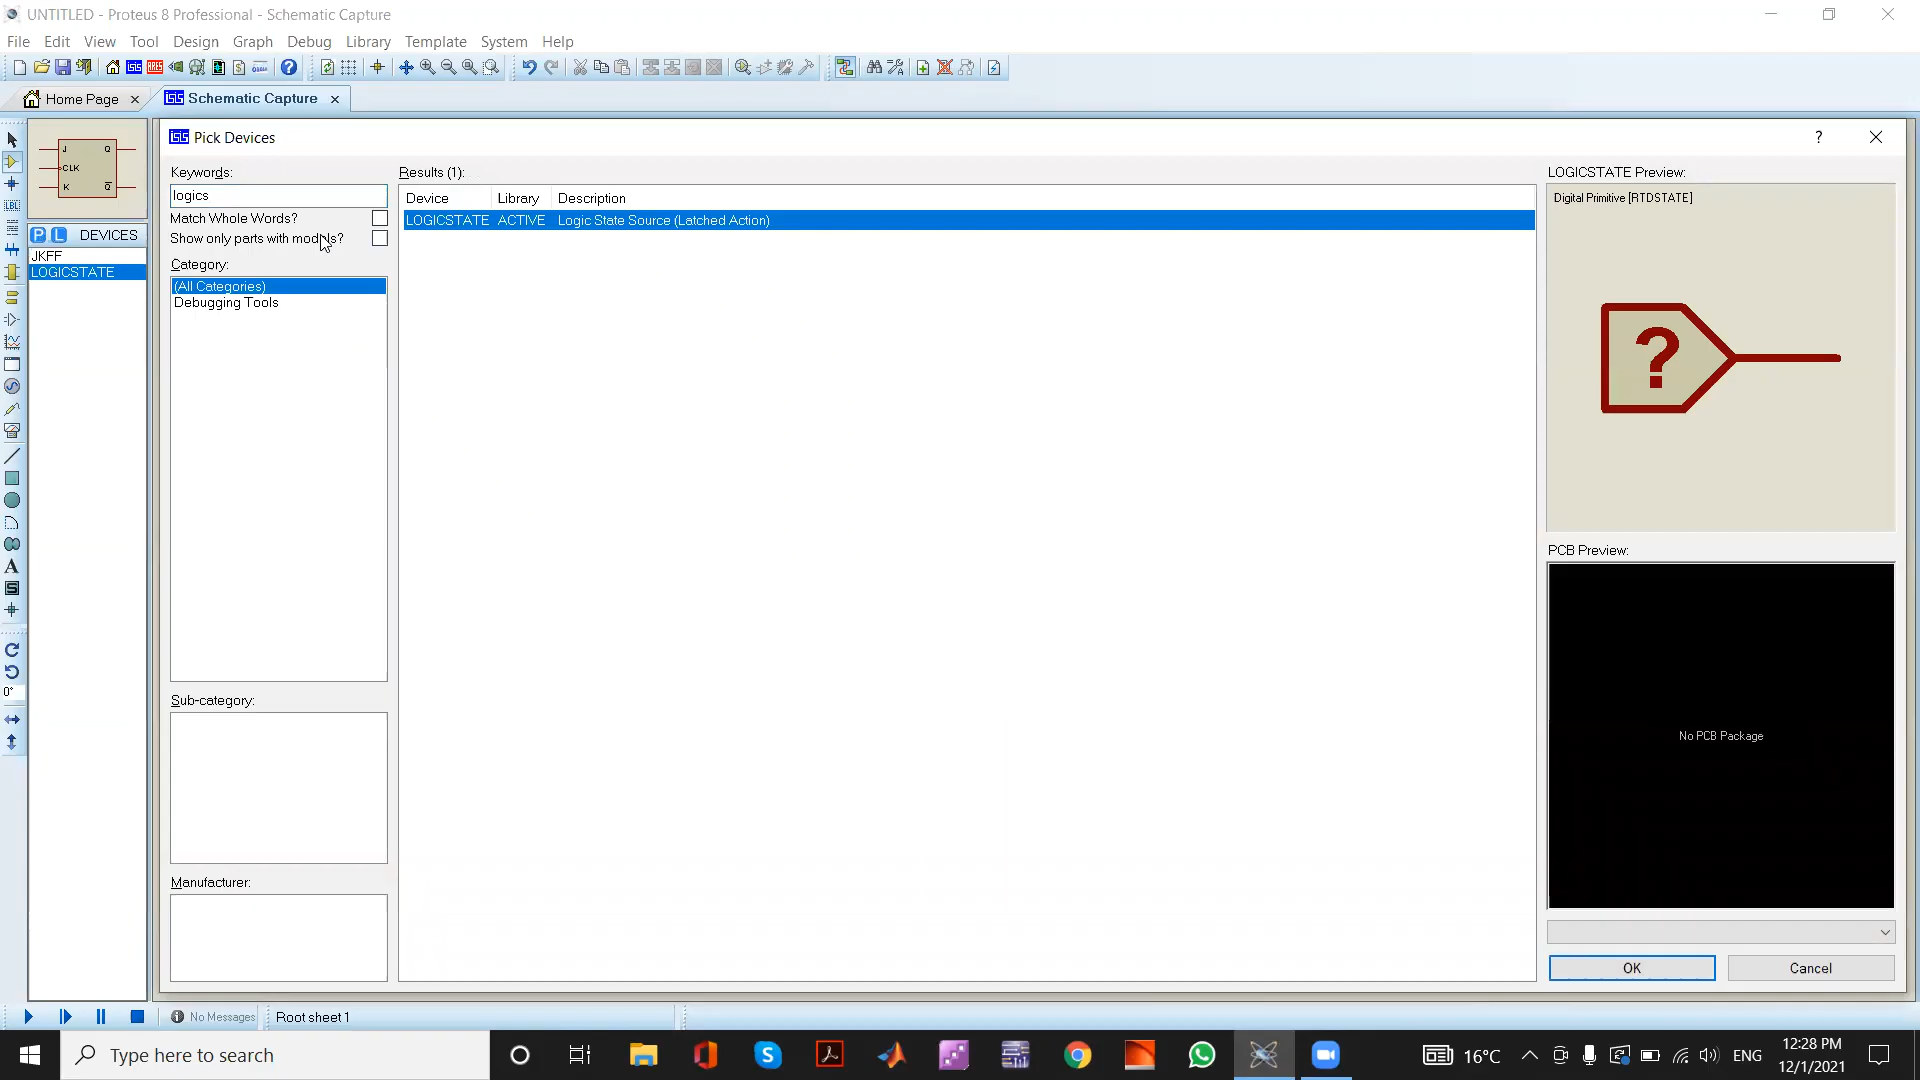 UNTITLED - Proteus 8 Professional - Schematic Capture
File Edit View Tool Design Graph Debug Library Template System Help
Home Page Schematic Capture
Pick Devices
Keywords:
logics
Match Whole Words?
Show only parts with models?
Category:
(All Categories)
Debugging Tools
Sub-category:
Manufacturer:
Results (1):
Device Library Description
LOGICSTATE ACTIVE Logic State Source (Latched Action)
LOGICSTATE Preview:
Digital Primitive [RTDSTATE]
?
PCB Preview:
No PCB Package
OK Cancel
J Q
CLK
K Q
P L DEVICES
JKFF
LOGICSTATE
LBL
A
S
0°
No Messages Root sheet 1
Type here to search
16°C ENG
12:28 PM
12/1/2021